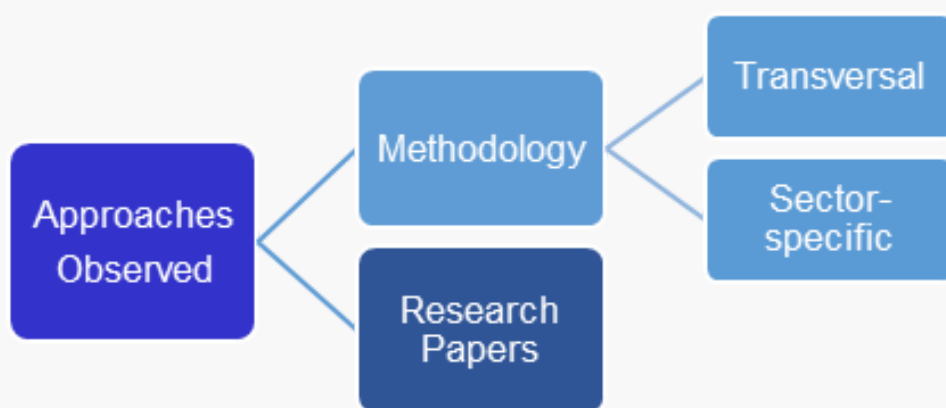 Approaches
Observed
Methodology
Research
Papers
Transversal
Sector-
specific